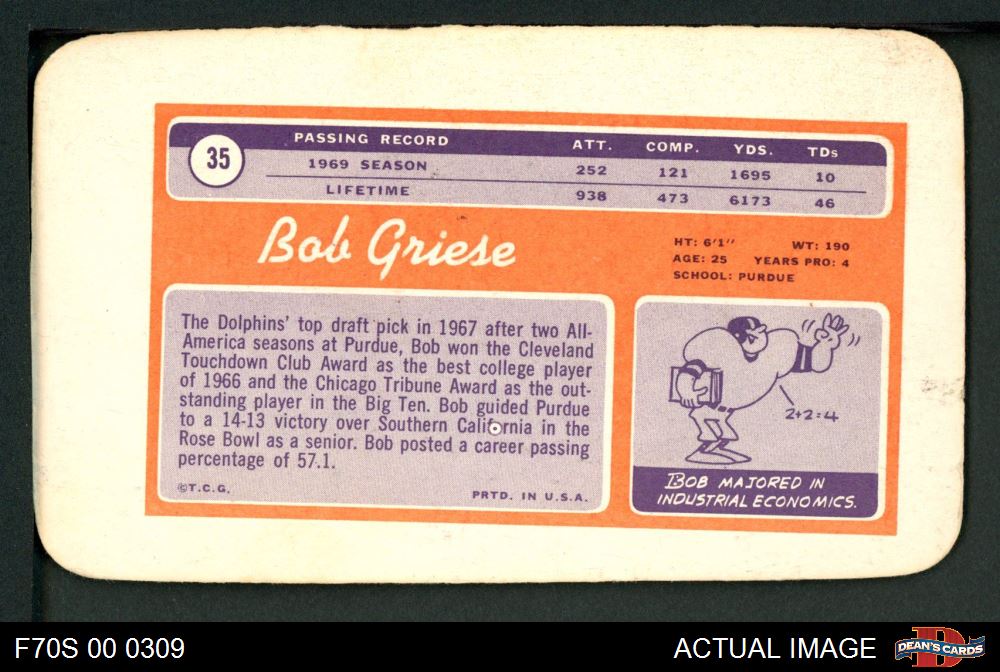 35
PASSING RECORD ATT. COMP. YDS. TDs
1969 SEASON 252 121 1695 10
LIFETIME 938 473 6173 46
Bob Griese
HT: 6'1" WT: 190
AGE: 25 YEARS PRO: 4
SCHOOL: PURDUE
The Dolphins' top draft pick in 1967 after two All-
America seasons at Purdue, Bob won the Cleveland
Touchdown Club Award as the best college player
of 1966 and the Chicago Tribune Award as the out-
standing player in the Big Ten. Bob guided Purdue
to a 14-13 victory over Southern California in the
Rose Bowl as a senior. Bob posted a career passing
percentage of 57.1.
©T.C.G. PRTD. IN U.S.A.
2+2=4
BOB MAJORED IN
INDUSTRIAL ECONOMICS.
F70S 00 0309
ACTUAL IMAGE
D
DEAN'S CARDS